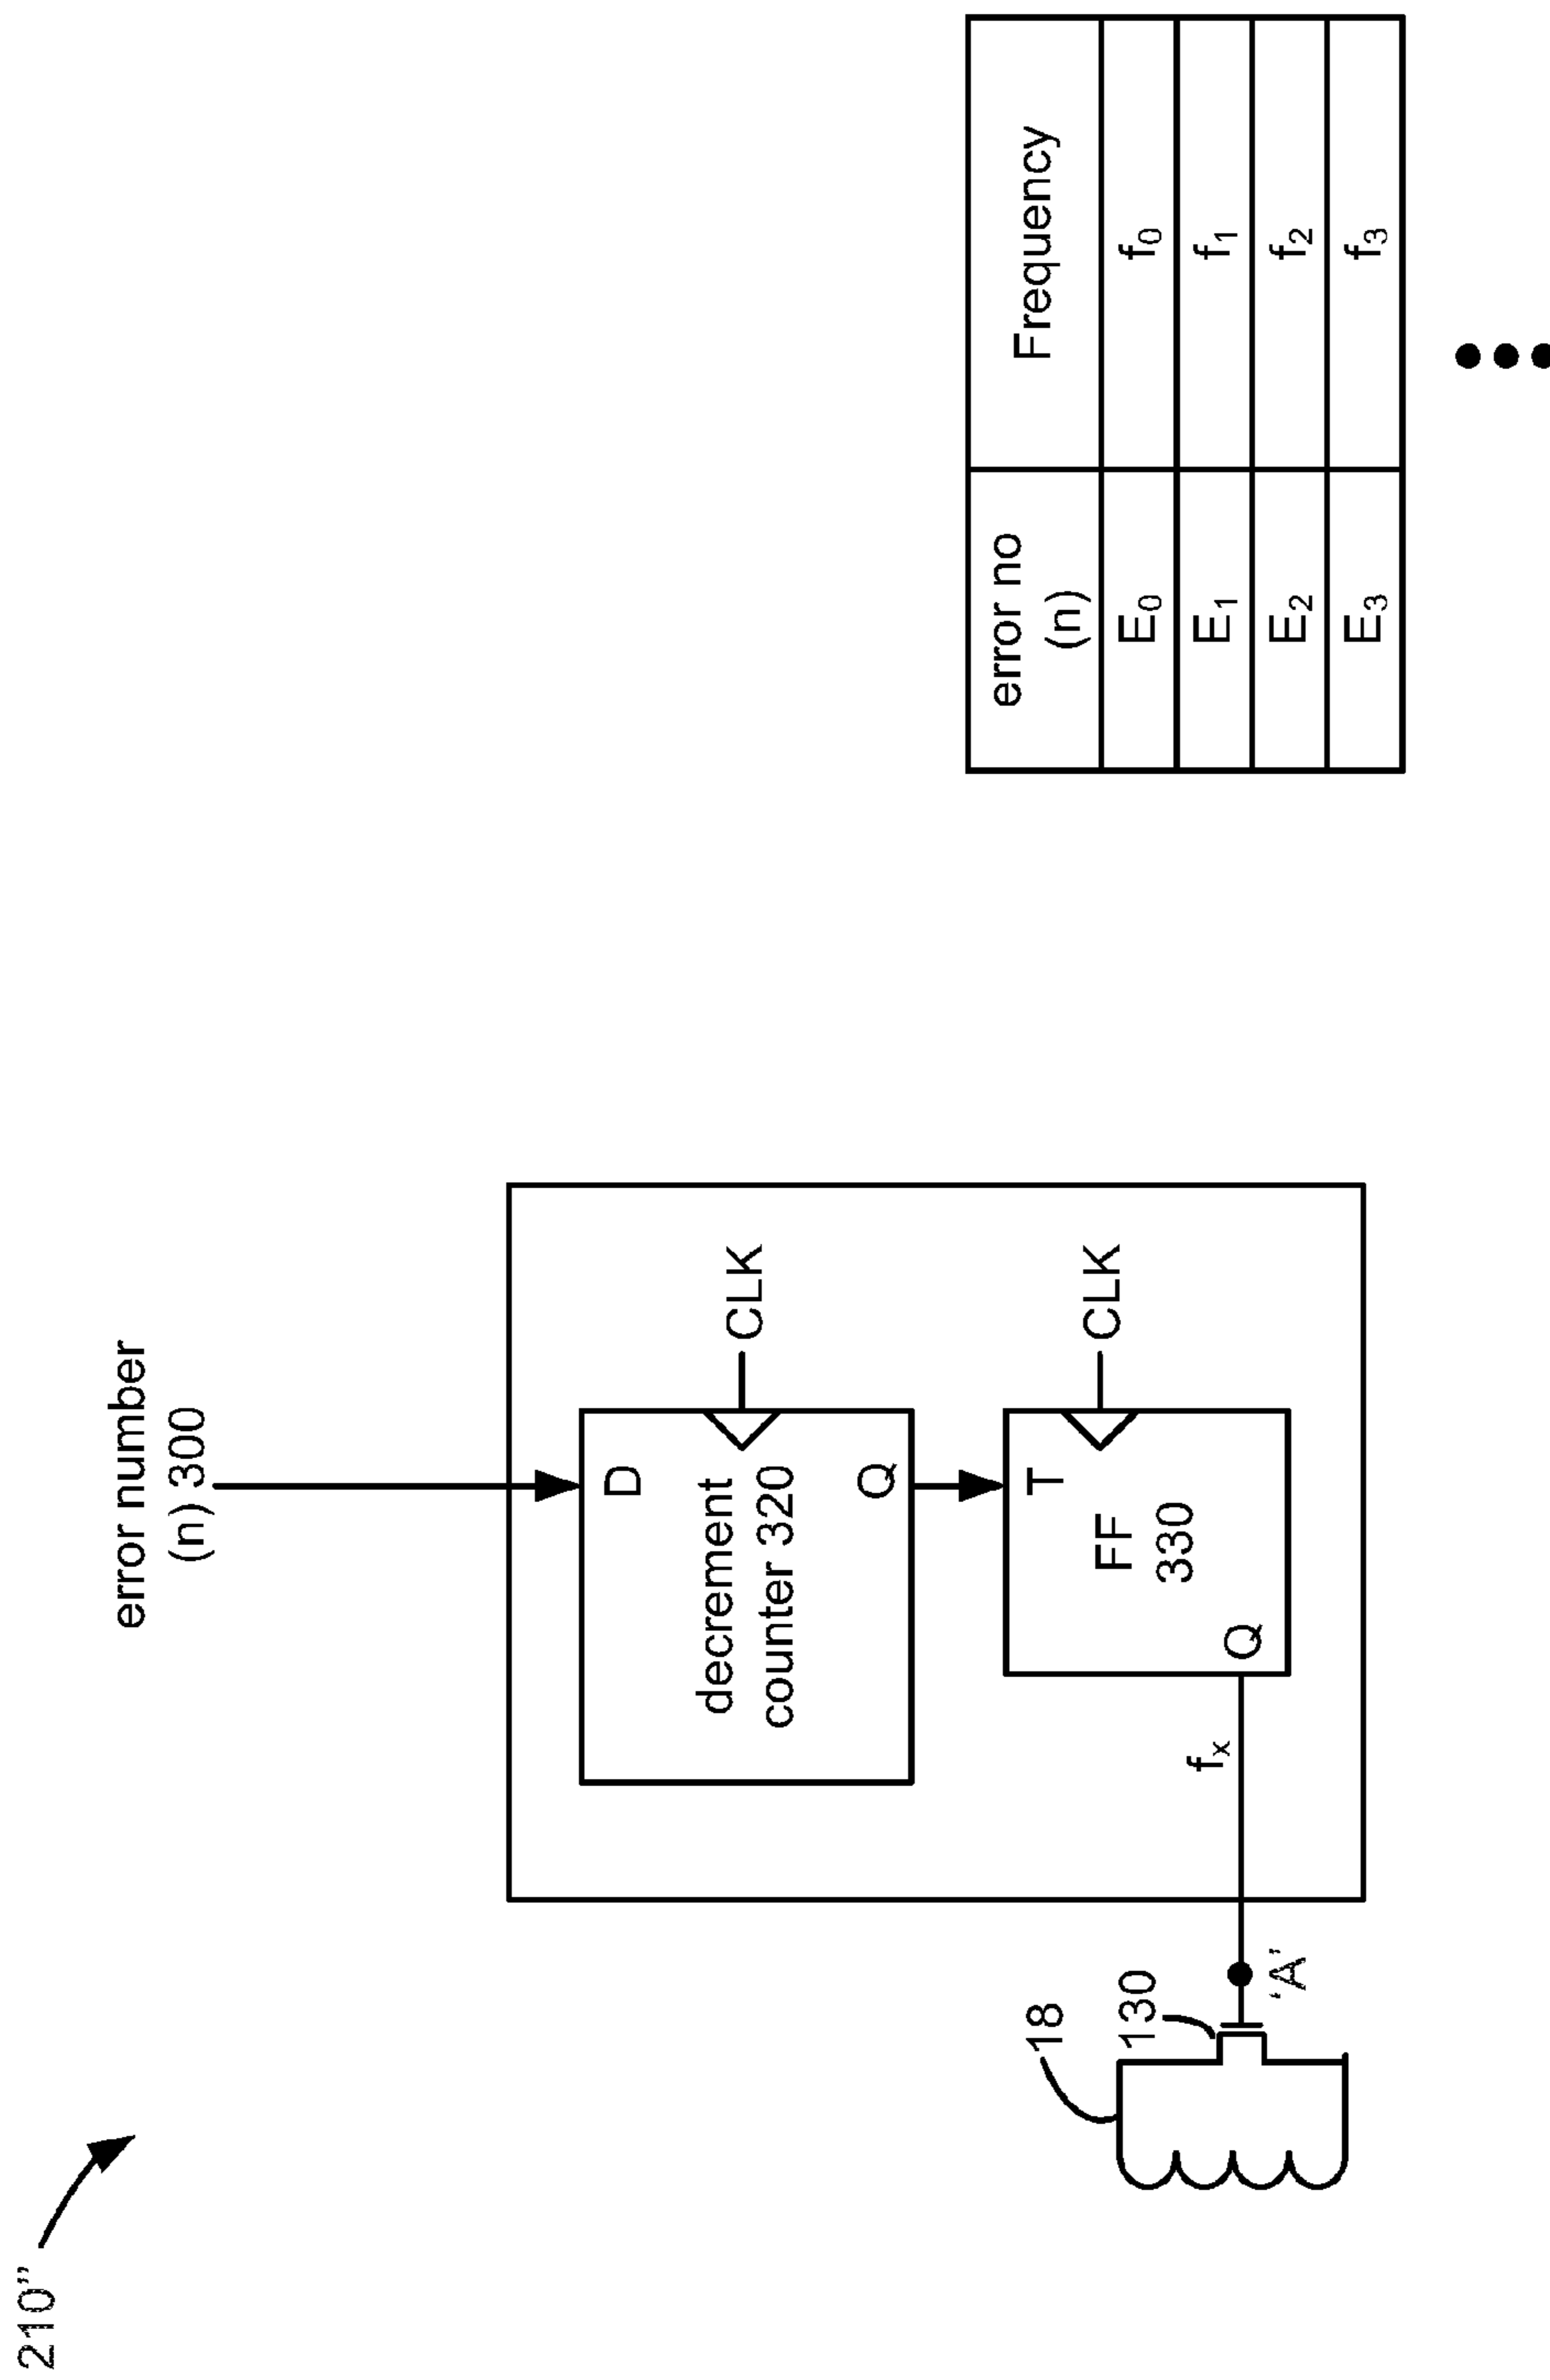 210”
error number
(n) 300
D
decrement
counter 320
CLK
Q
T
FF
330
CLK
Q
fₓ
18
130
‘A’
error no
(n)
Frequency
E₀
f₀
E₁
f₁
E₂
f₂
E₃
f₃